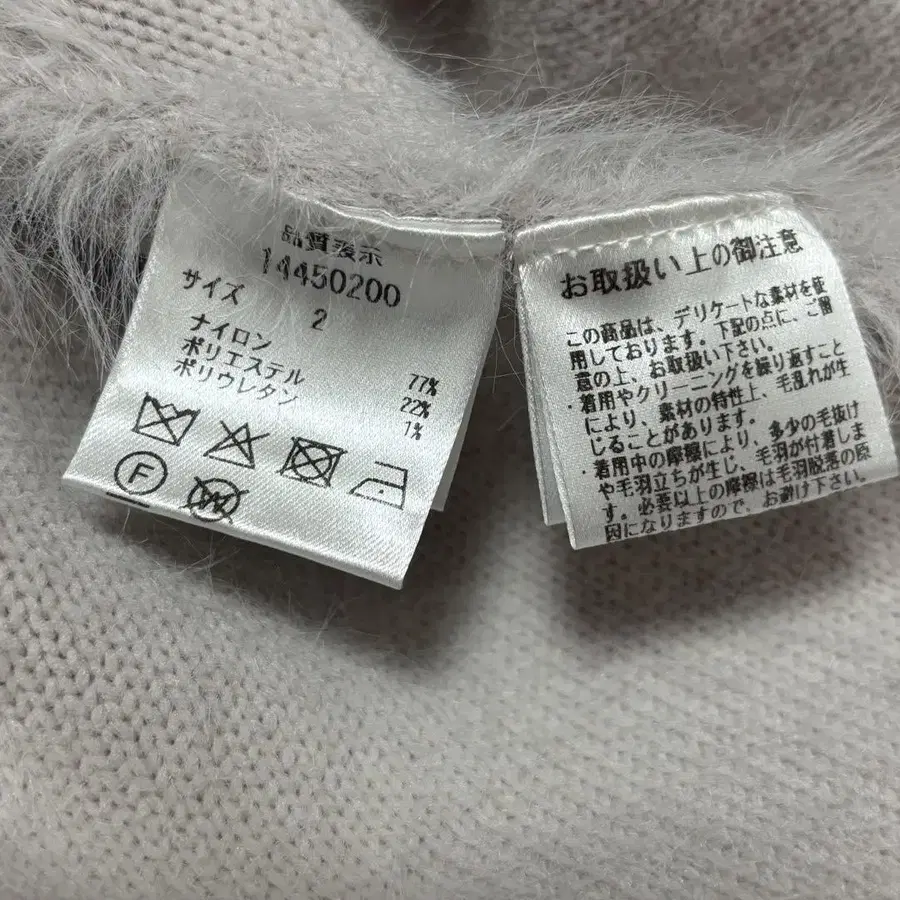 品質表示
14450200
サイズ
2
ナイロン 77%
ポリエステル 22%
ポリウレタン 1%
F
お取扱い上の御注意
この商品は、デリケートな素材を使
用しております。下記の点に、ご留
意の上、お取扱い下さい。
・着用やクリーニングを繰り返すこと
により、素材の特性上、毛乱れが生
じることがあります。
・着用中の摩擦により、多少の毛抜け
や毛羽立ちが生じ、毛羽が付着しま
す。必要以上の摩擦は毛羽脱落の原
因になりますので、お避け下さい。